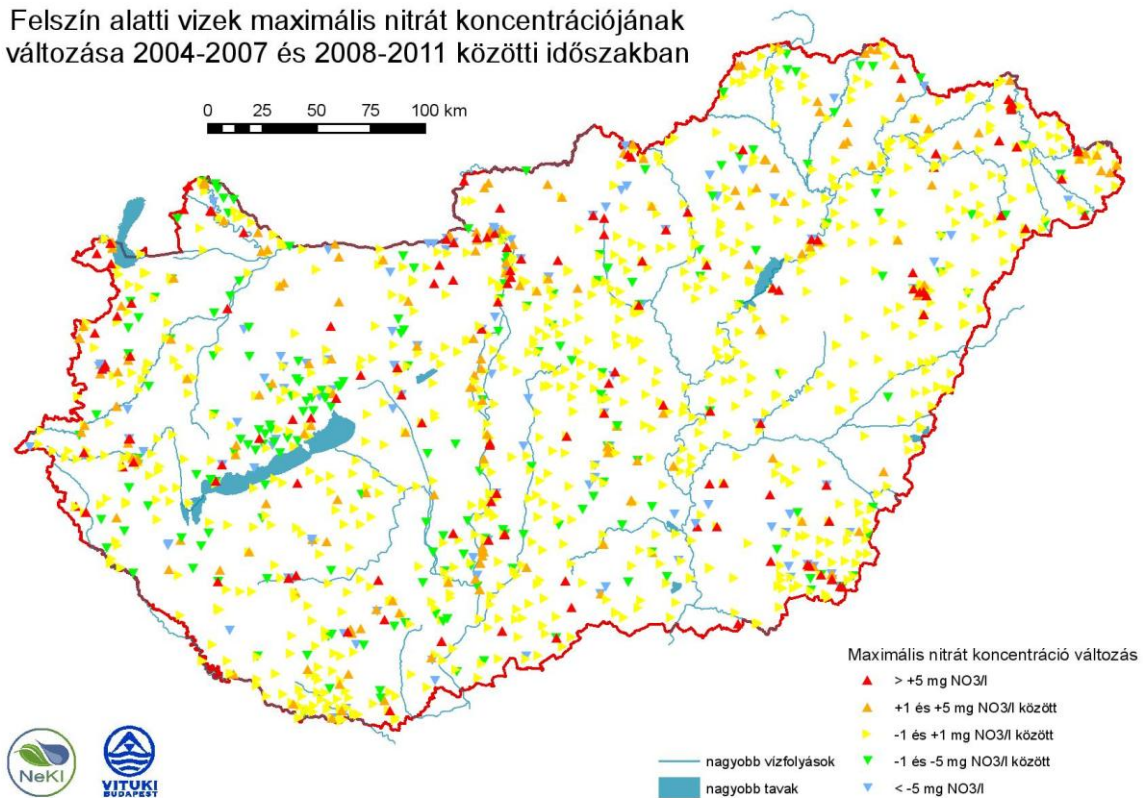 Felszín alatti vizek maximális nitrát koncentrációjának
változása 2004-2007 és 2008-2011 közötti időszakban
0 25 50 75 100 km
Maximális nitrát koncentráció változás
> +5 mg NO3/l
+1 és +5 mg NO3/l között
-1 és +1 mg NO3/l között
-1 és -5 mg NO3/l között
< -5 mg NO3/l
nagyobb vízfolyások
nagyobb tavak
NeKI
VITUKI
BUDAPEST